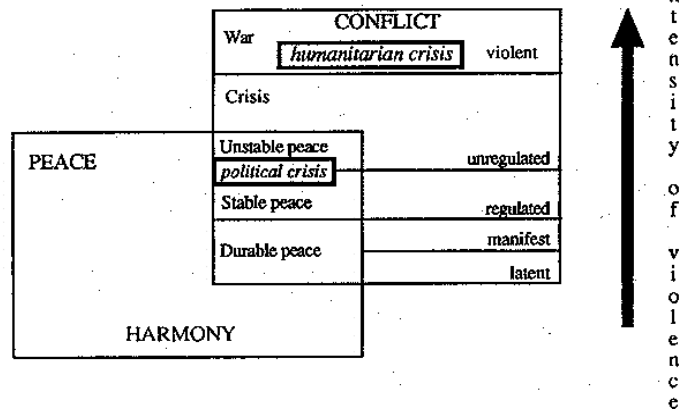 CONFLICT
War
humanitarian crisis
violent
Crisis
PEACE
Unstable peace
unregulated
political crisis
Stable peace
regulated
Durable peace
manifest
latent
HARMONY
tensity of violence